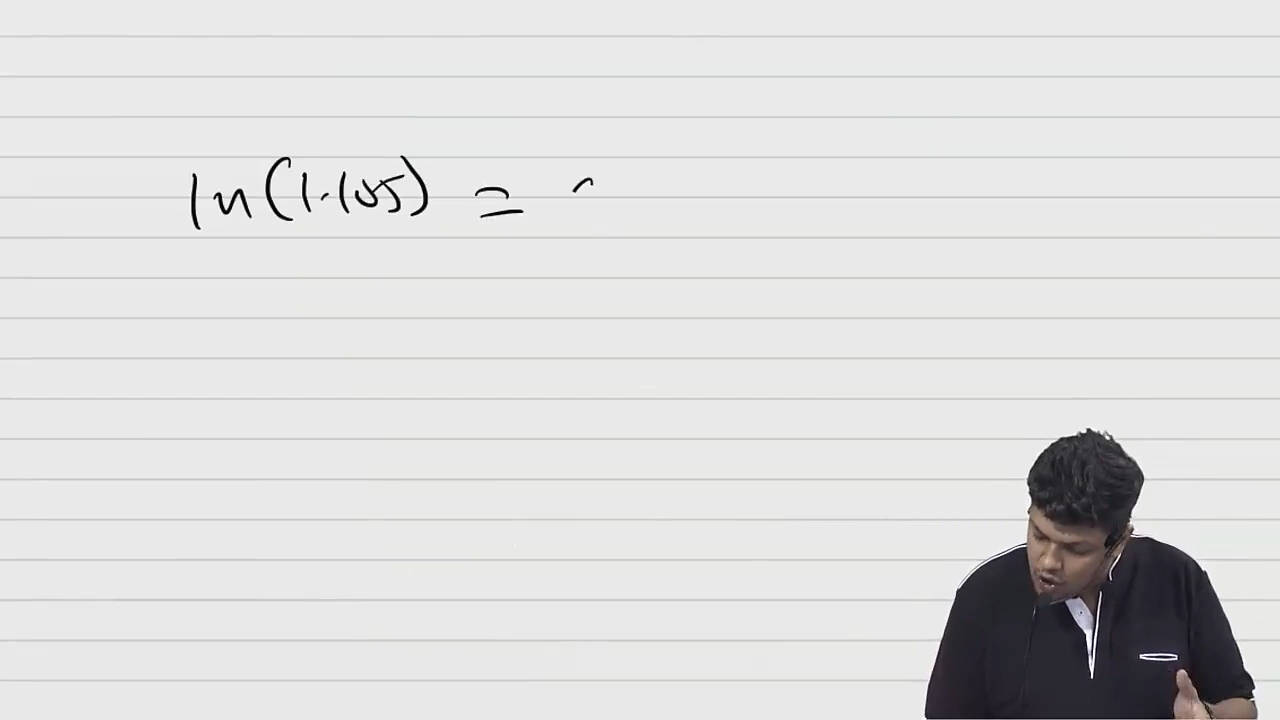 ln(1.105) =